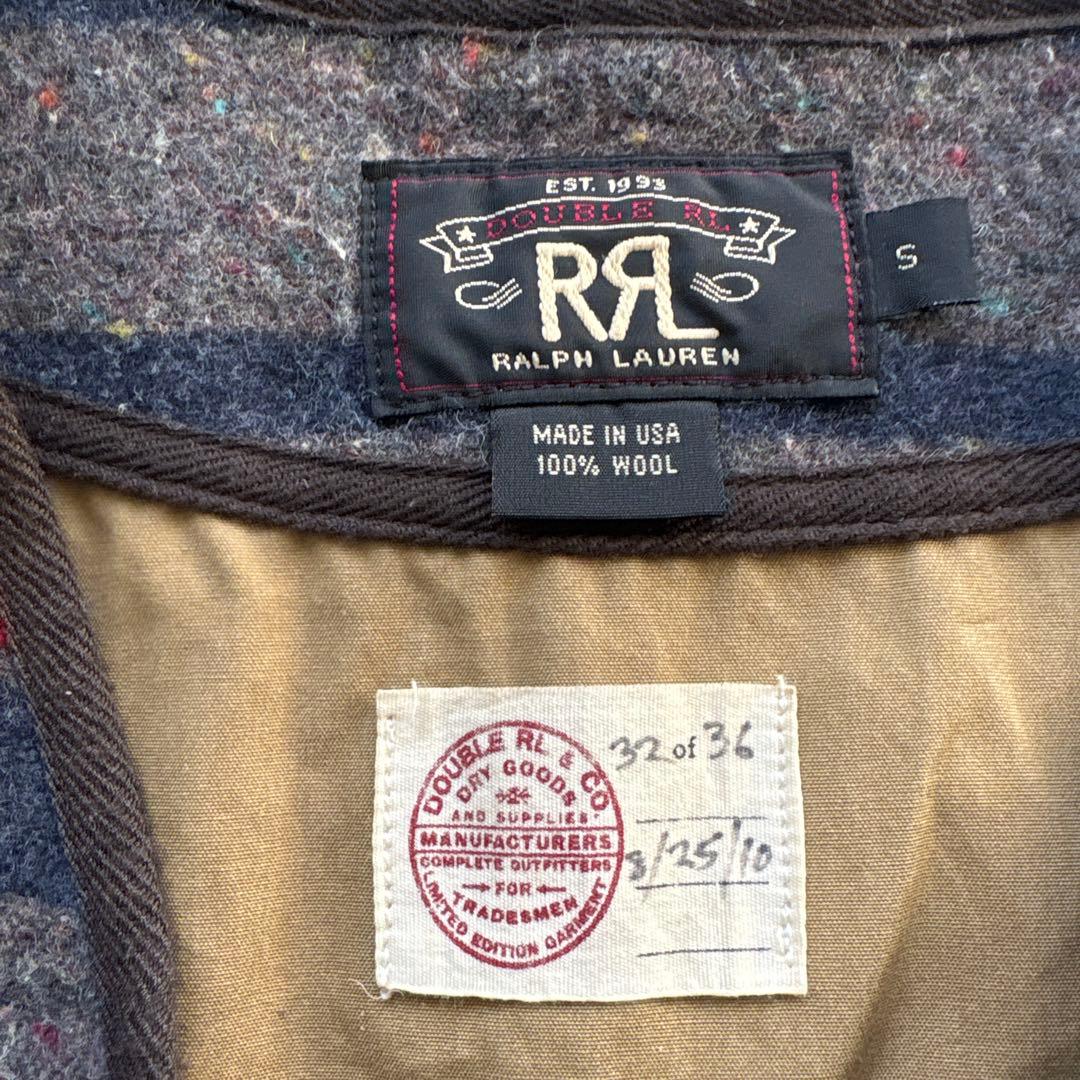 EST. 1993
DOUBLE RL
RRL
RALPH LAUREN
S
MADE IN USA
100% WOOL
DOUBLE RL & CO
DRY GOODS
AND SUPPLIES
MANUFACTURERS
COMPLETE OUTFITTERS
FOR
TRADESMEN
LIMITED EDITION GARMENT
32 of 36
8/25/10